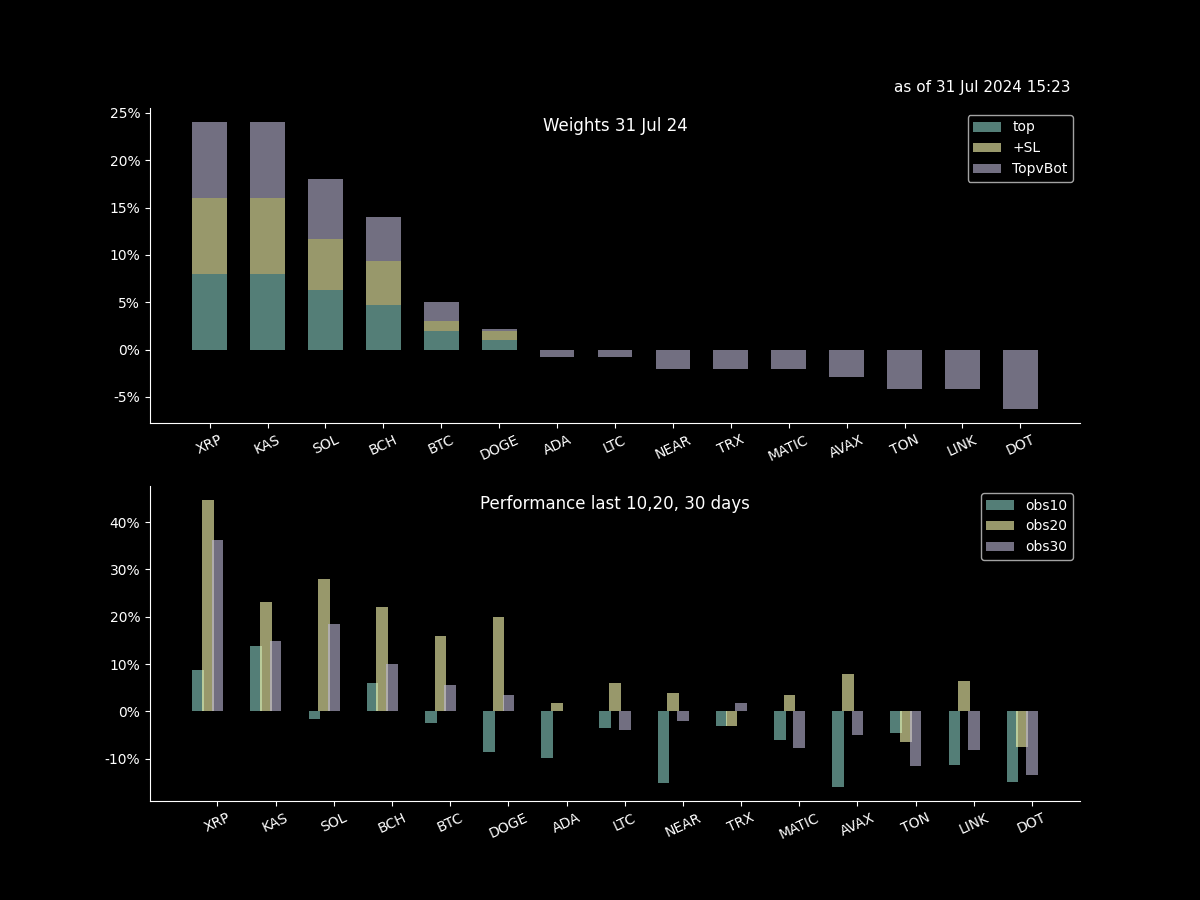 as of 31 Jul 2024 15:23
Weights 31 Jul 24
top
+SL
TopvBot
25%
20%
15%
10%
5%
0%
-5%
XRP KAS SOL BCH BTC DOGE ADA LTC NEAR TRX MATIC AVAX TON LINK DOT
Performance last 10,20, 30 days
obs10
obs20
obs30
40%
30%
20%
10%
0%
-10%
XRP KAS SOL BCH BTC DOGE ADA LTC NEAR TRX MATIC AVAX TON LINK DOT